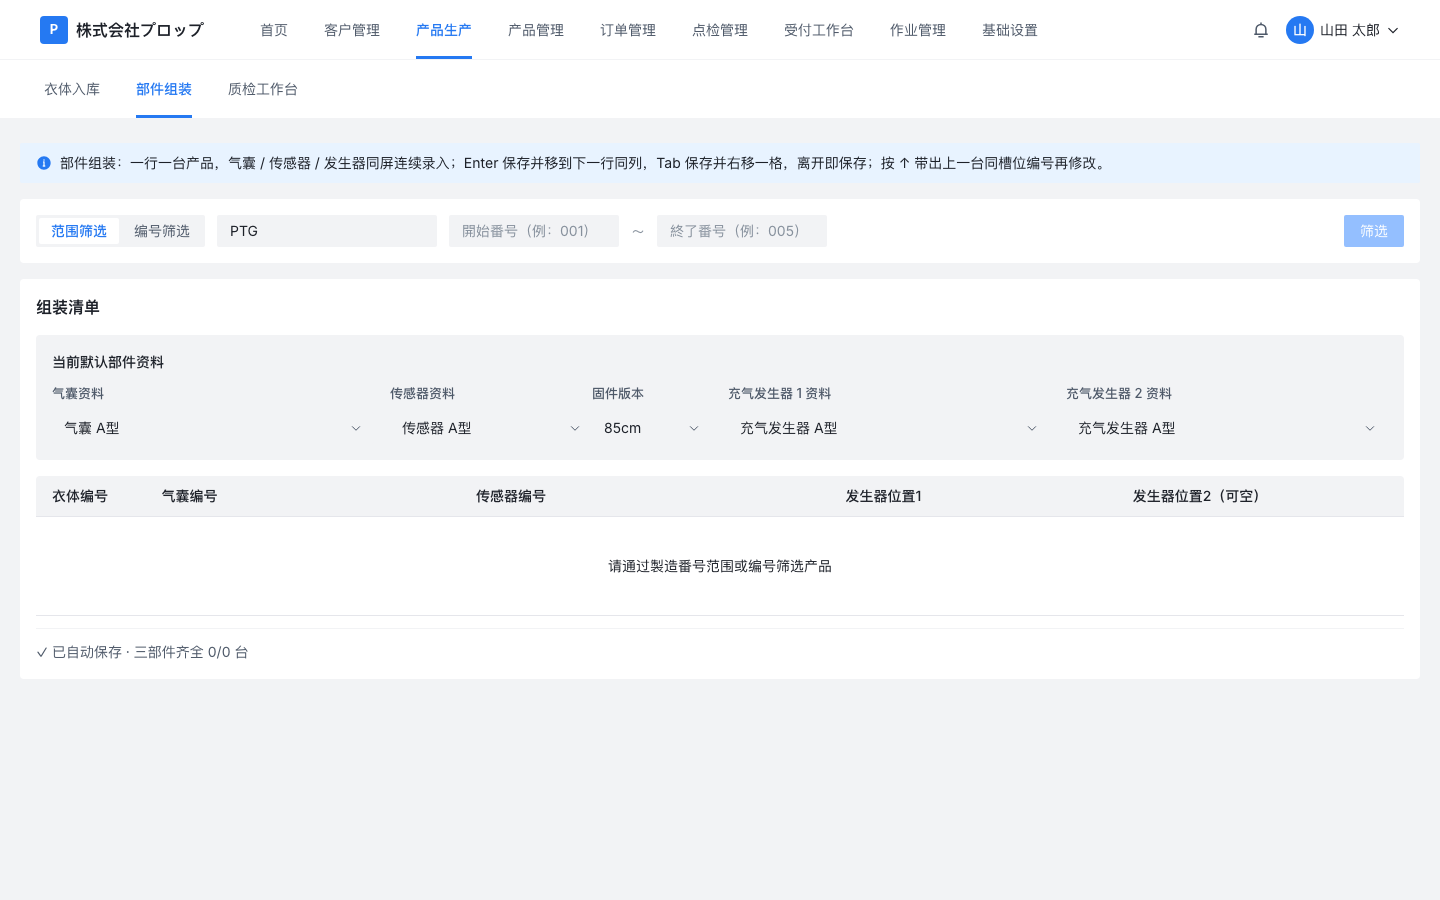 P 株式会社プロップ 首页 客户管理 产品生产 产品管理 订单管理 点检管理 受付工作台 作业管理 基础设置 山 山田 太郎
衣体入库 部件组装 质检工作台
部件组装：一行一台产品，气囊 / 传感器 / 发生器同屏连续录入；Enter 保存并移到下一行同列，Tab 保存并右移一格，离开即保存；按 ↑ 带出上一台同槽位编号再修改。
范围筛选 编号筛选 PTG 開始番号（例：001） ～ 終了番号（例：005） 筛选
组装清单
当前默认部件资料
气囊资料 传感器资料 固件版本 充气发生器 1 资料 充气发生器 2 资料
气囊 A型 传感器 A型 85cm 充气发生器 A型 充气发生器 A型
衣体编号 气囊编号 传感器编号 发生器位置1 发生器位置2（可空）
请通过製造番号范围或编号筛选产品
✓ 已自动保存 · 三部件齐全 0/0 台